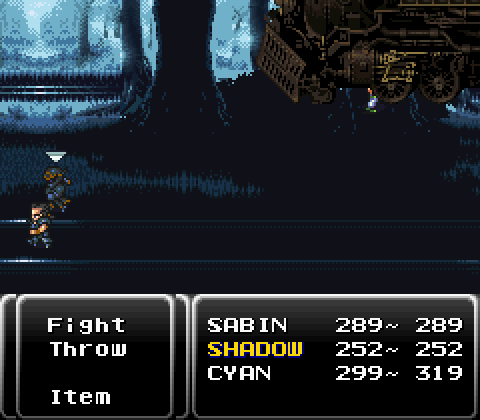 Fight
Throw
Item
SABIN 289~ 289
SHADOW 252~ 252
CYAN 299~ 319